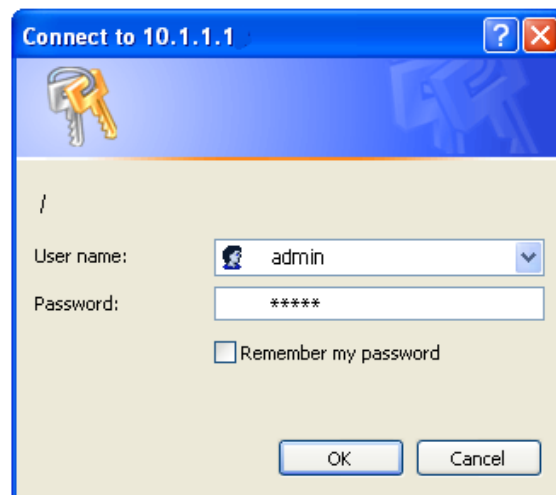 Connect to 10.1.1.1
/
User name: admin
Password: *****
Remember my password
OK Cancel